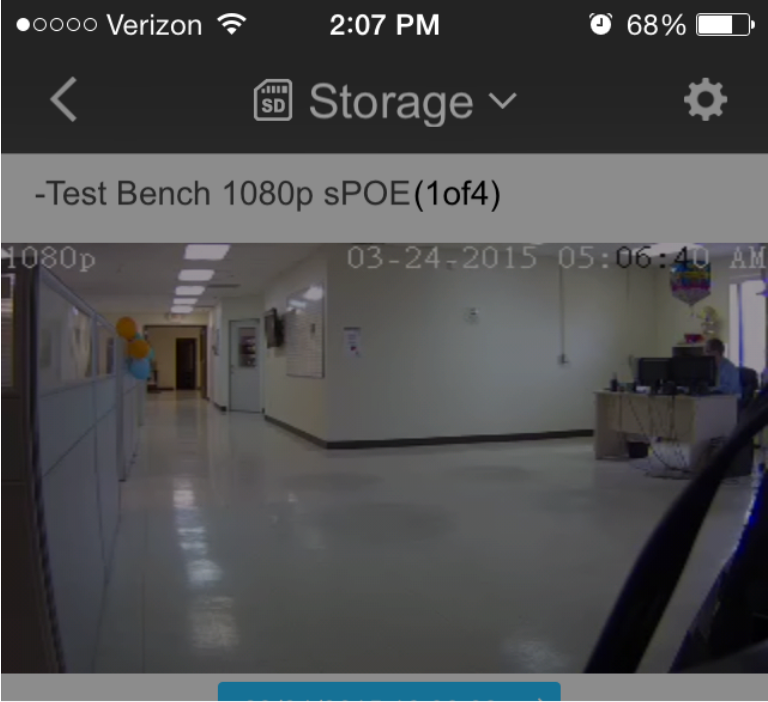 Verizon 2:07 PM 68%
SD Storage
-Test Bench 1080p sPOE(1of4)
1080p 03-24-2015 05:06:40 AM